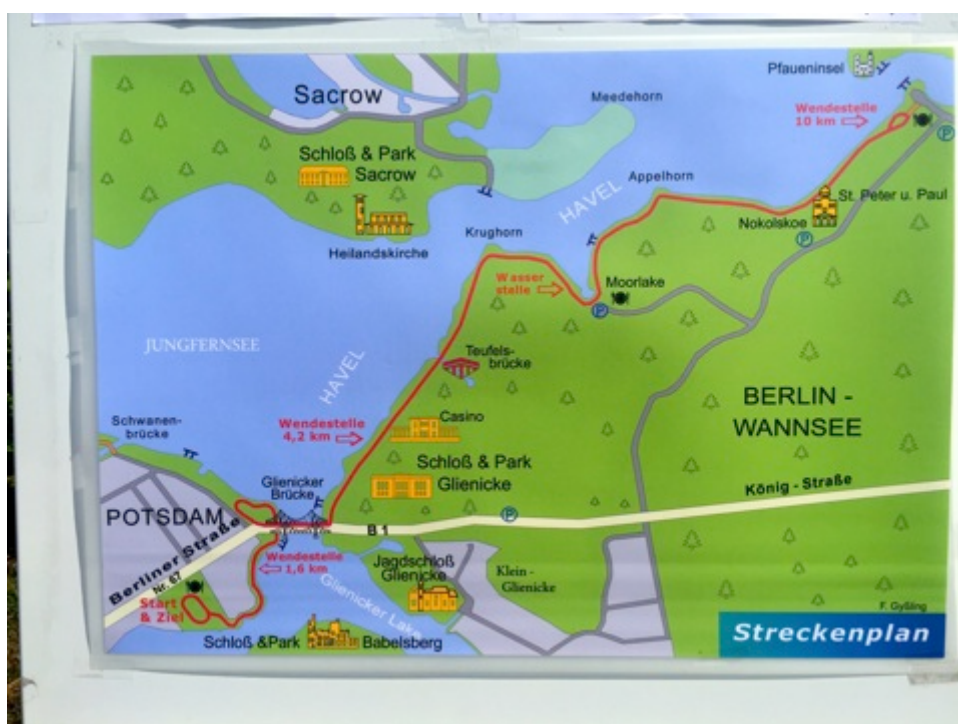 Pfaueninsel
Sacrow
Meedehorn
Wendestelle
10 km
Schloß & Park
Sacrow
Appelhorn
HAVEL
St. Peter u. Paul
Nokolskoe
P
P
Krughorn
Heilandskirche
Wasser
stelle
Moorlake
P
JUNGFERNSEE
HAVEL
Teufels-
brücke
BERLIN -
WANNSEE
Schwanen-
brücke
Wendestelle
4,2 km
Casino
Schloß & Park
Glienicke
Glienicker
Brücke
König - Straße
P
POTSDAM
B 1
Berliner Straße
Nr. 67
Wendestelle
1,6 km
Jagdschloß
Glienicke
Klein -
Glienicke
Start
& Ziel
Glienicker Lake
F. Gyßling
Schloß &Park
Babelsberg
Streckenplan